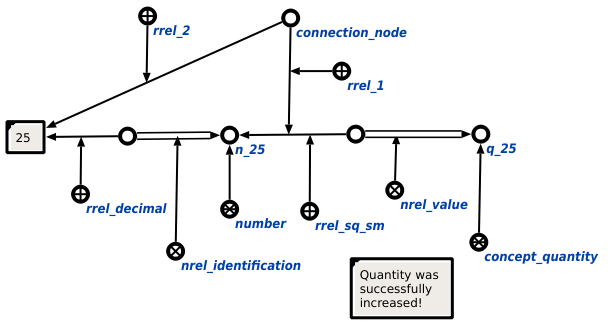 rrel_2
connection_node
rrel_1
25
n_25
q_25
rrel_decimal
number
rrel_sq_sm
nrel_value
nrel_identification
concept_quantity
Quantity was
successfully
increased!